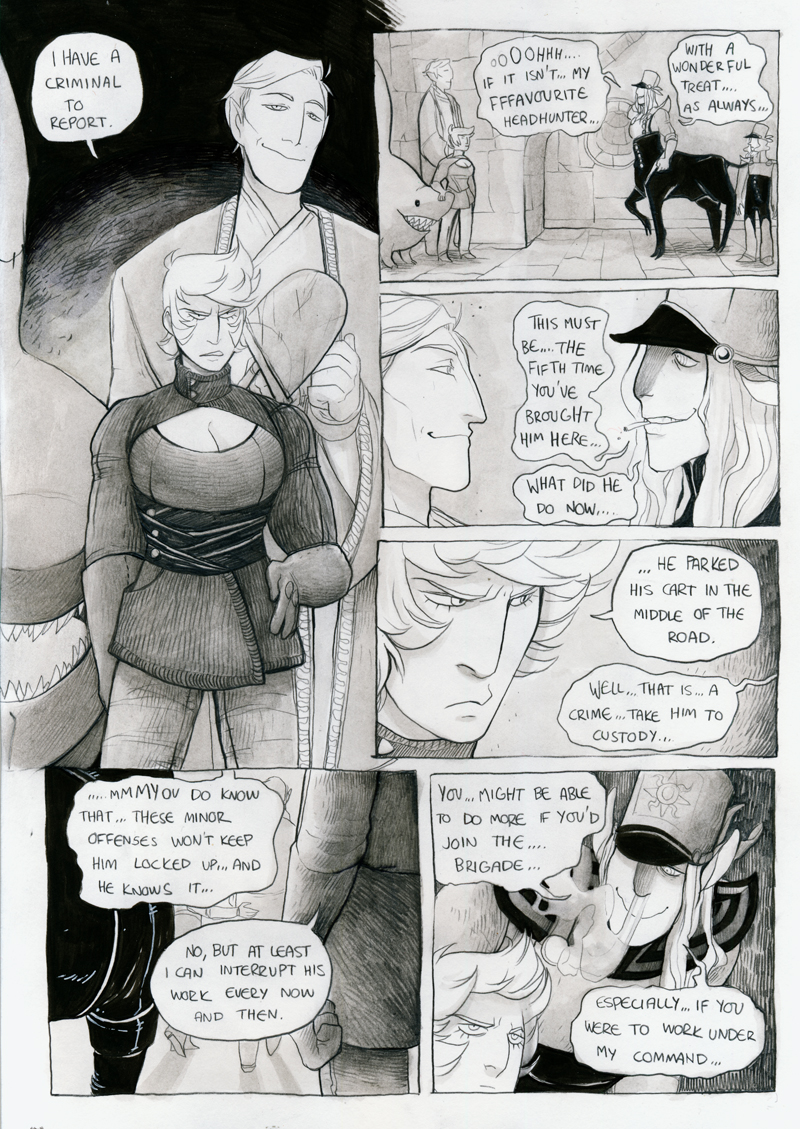 I HAVE A
CRIMINAL
TO
REPORT.
OOOOHHH....
IF IT ISN'T... MY
FFFAVOURITE
HEADHUNTER...
WITH A
WONDERFUL
TREAT....
AS ALWAYS...
THIS MUST
BE.... THE
FIFTH TIME
YOU'VE
BROUGHT
HIM HERE...
WHAT DID HE
DO NOW....
... HE PARKED
HIS CART IN THE
MIDDLE OF THE
ROAD.
WELL... THAT IS... A
CRIME... TAKE HIM TO
CUSTODY...
.....MMMYOU DO KNOW
THAT... THESE MINOR
OFFENSES WON'T KEEP
HIM LOCKED UP... AND
HE KNOWS IT...
NO, BUT AT LEAST
I CAN INTERRUPT HIS
WORK EVERY NOW
AND THEN.
YOU... MIGHT BE ABLE
TO DO MORE IF YOU'D
JOIN THE....
BRIGADE...
ESPECIALLY... IF YOU
WERE TO WORK UNDER
MY COMMAND...